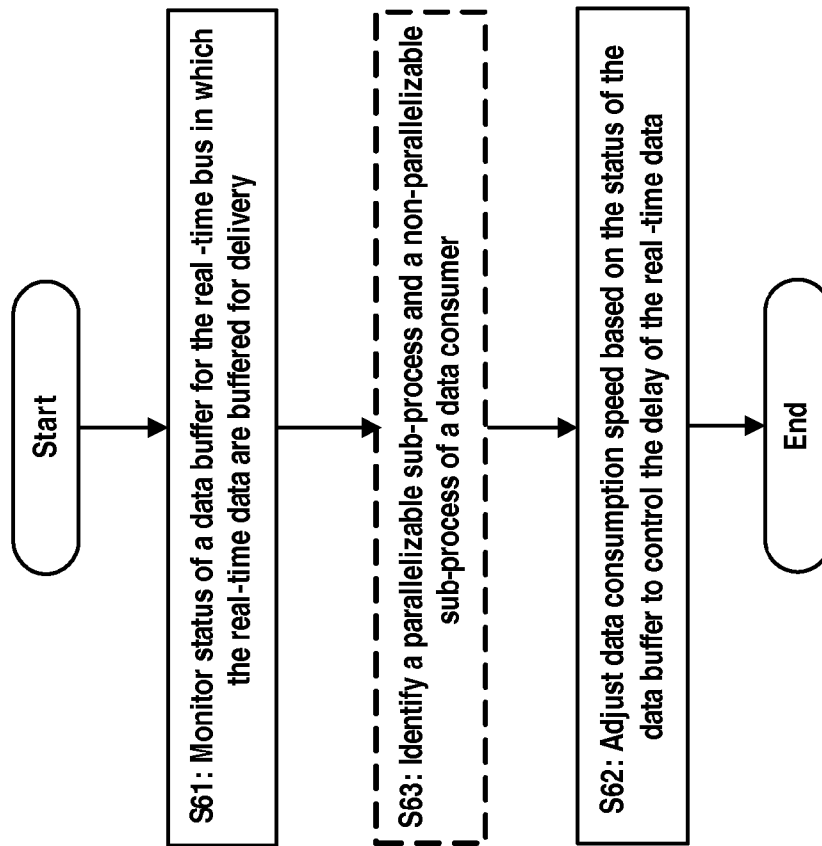 Start
S61: Monitor status of a data buffer for the real -time bus in which
the real-time data are buffered for delivery
S63: Identify a parallelizable sub-process and a non-parallelizable
sub-process of a data consumer
S62: Adjust data consumption speed based on the status of the
data buffer to control the delay of the real -time data
End